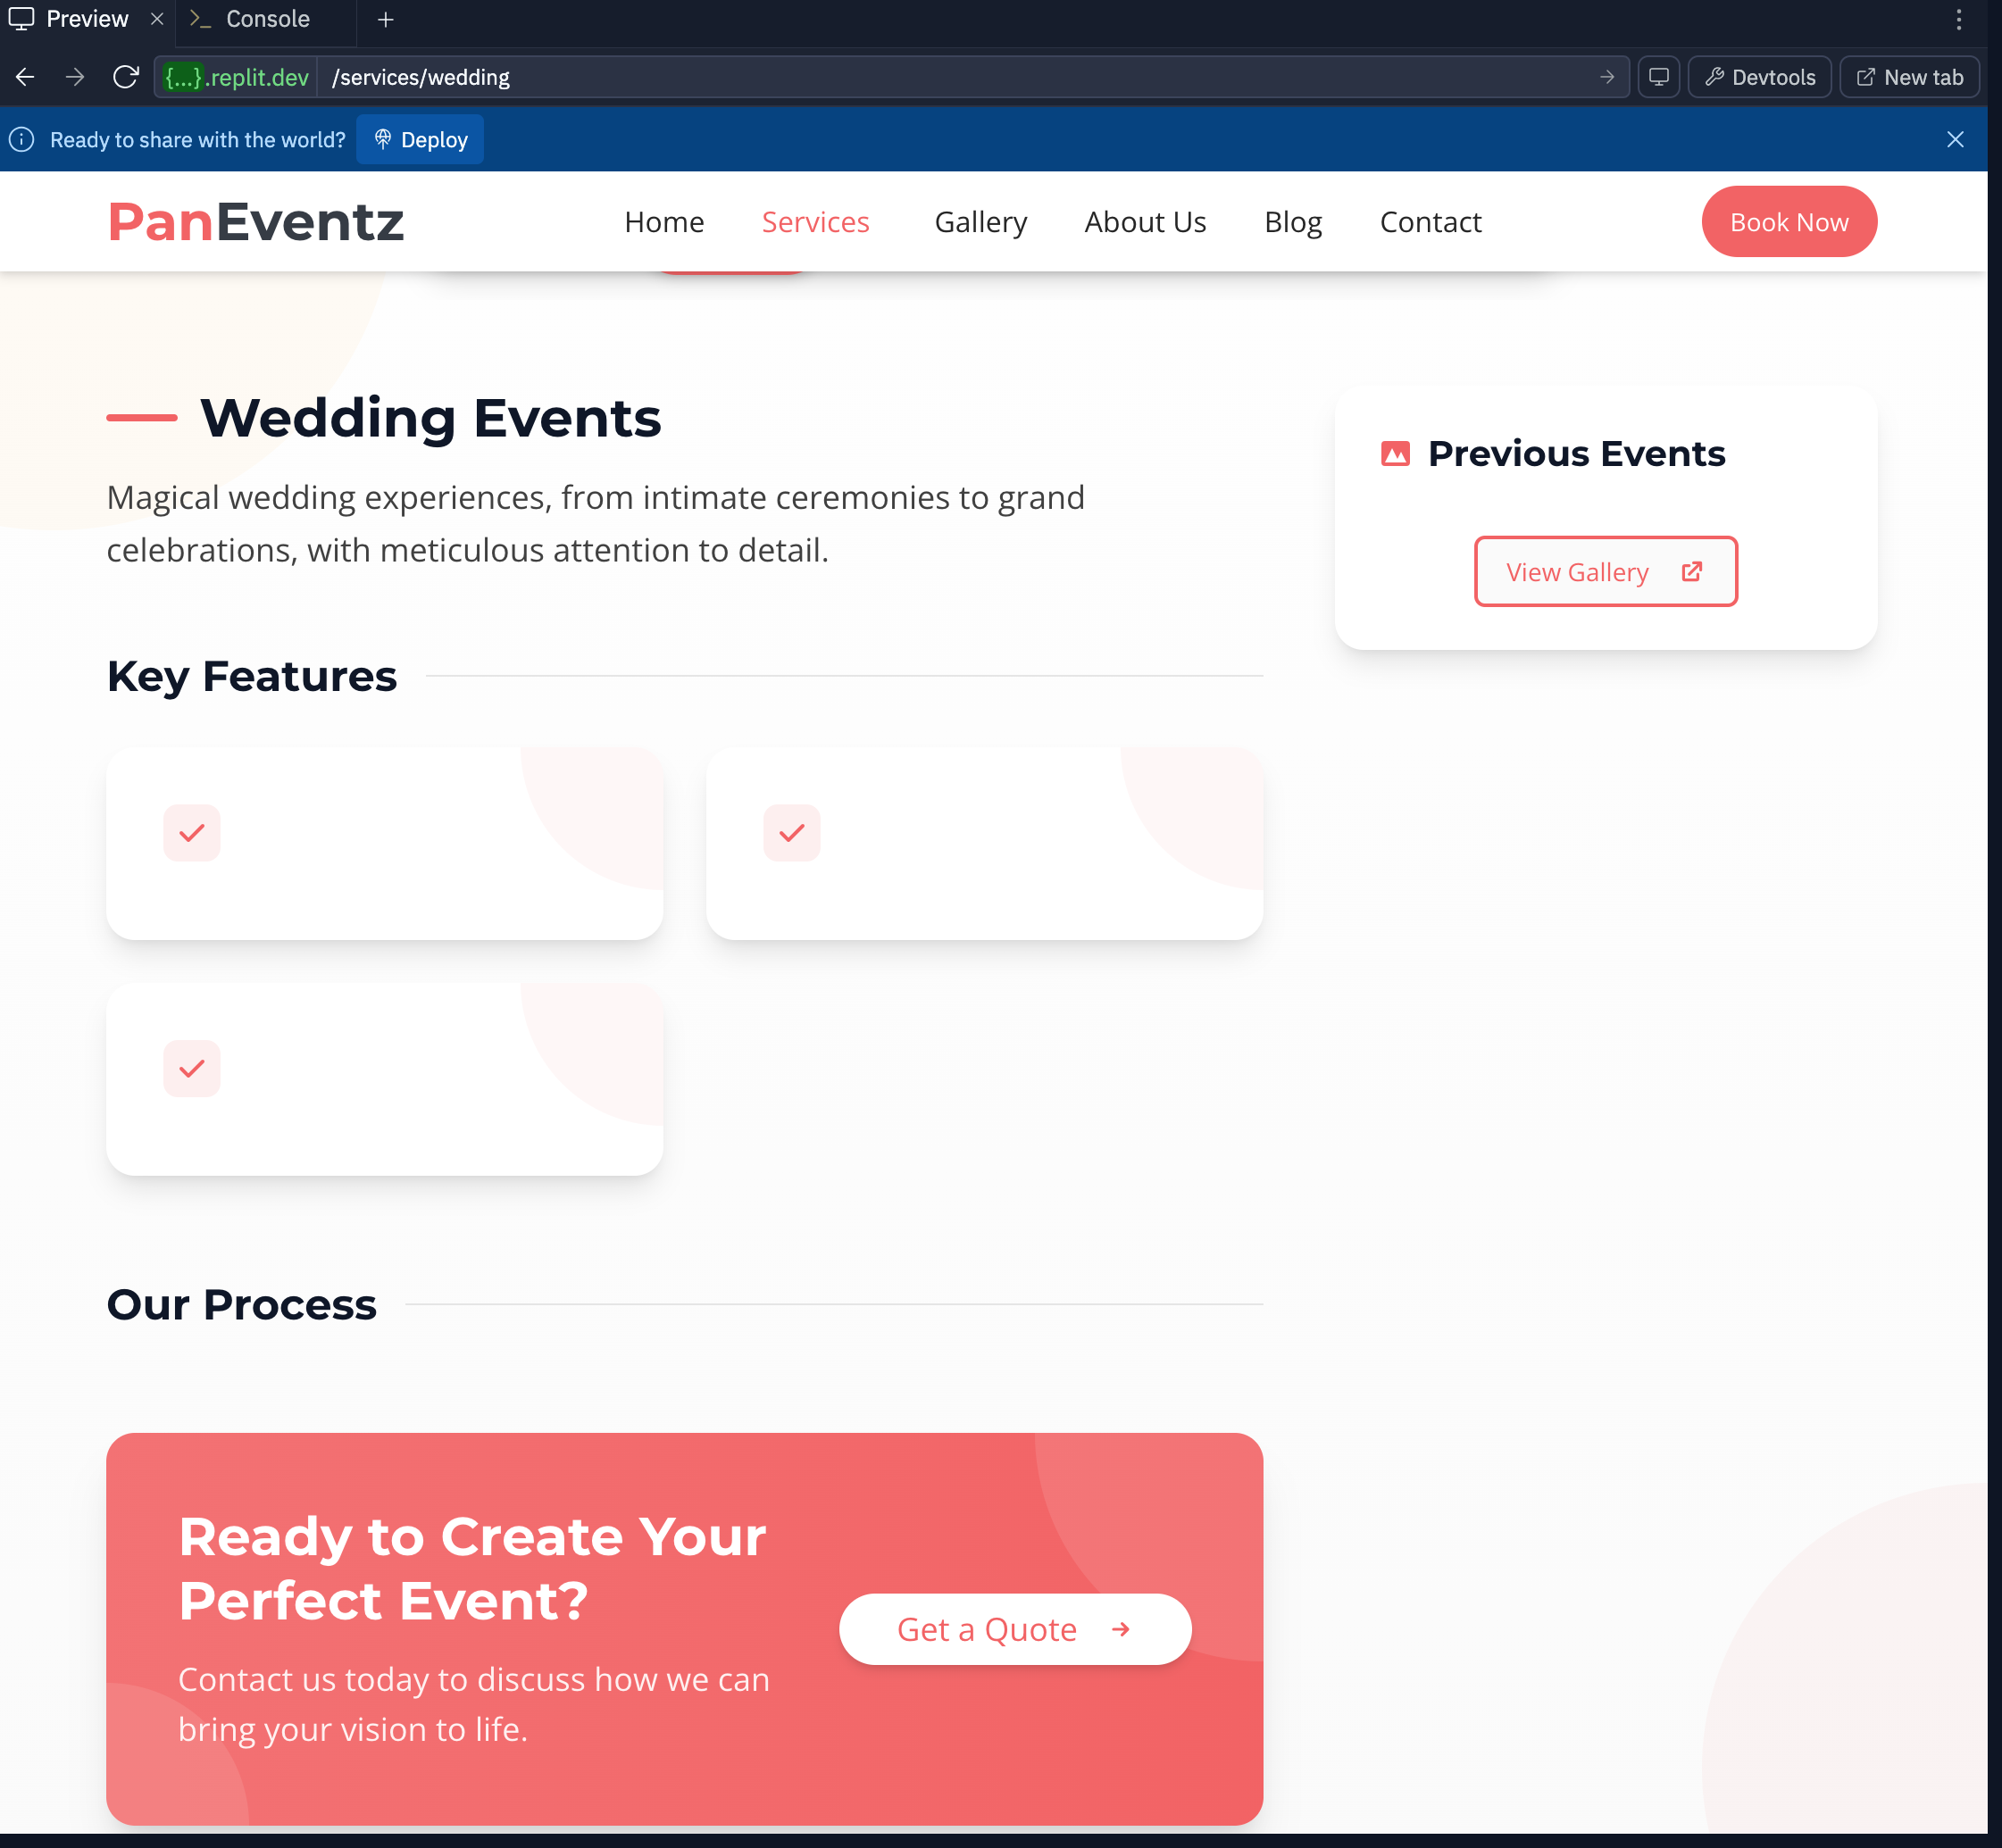 Preview
Console
{...}.replit.dev /services/wedding
Devtools
New tab
Ready to share with the world?
Deploy
PanEventz
Home
Services
Gallery
About Us
Blog
Contact
Book Now
Wedding Events
Magical wedding experiences, from intimate ceremonies to grand
celebrations, with meticulous attention to detail.
Previous Events
View Gallery
Key Features
Our Process
Ready to Create Your
Perfect Event?
Contact us today to discuss how we can
bring your vision to life.
Get a Quote